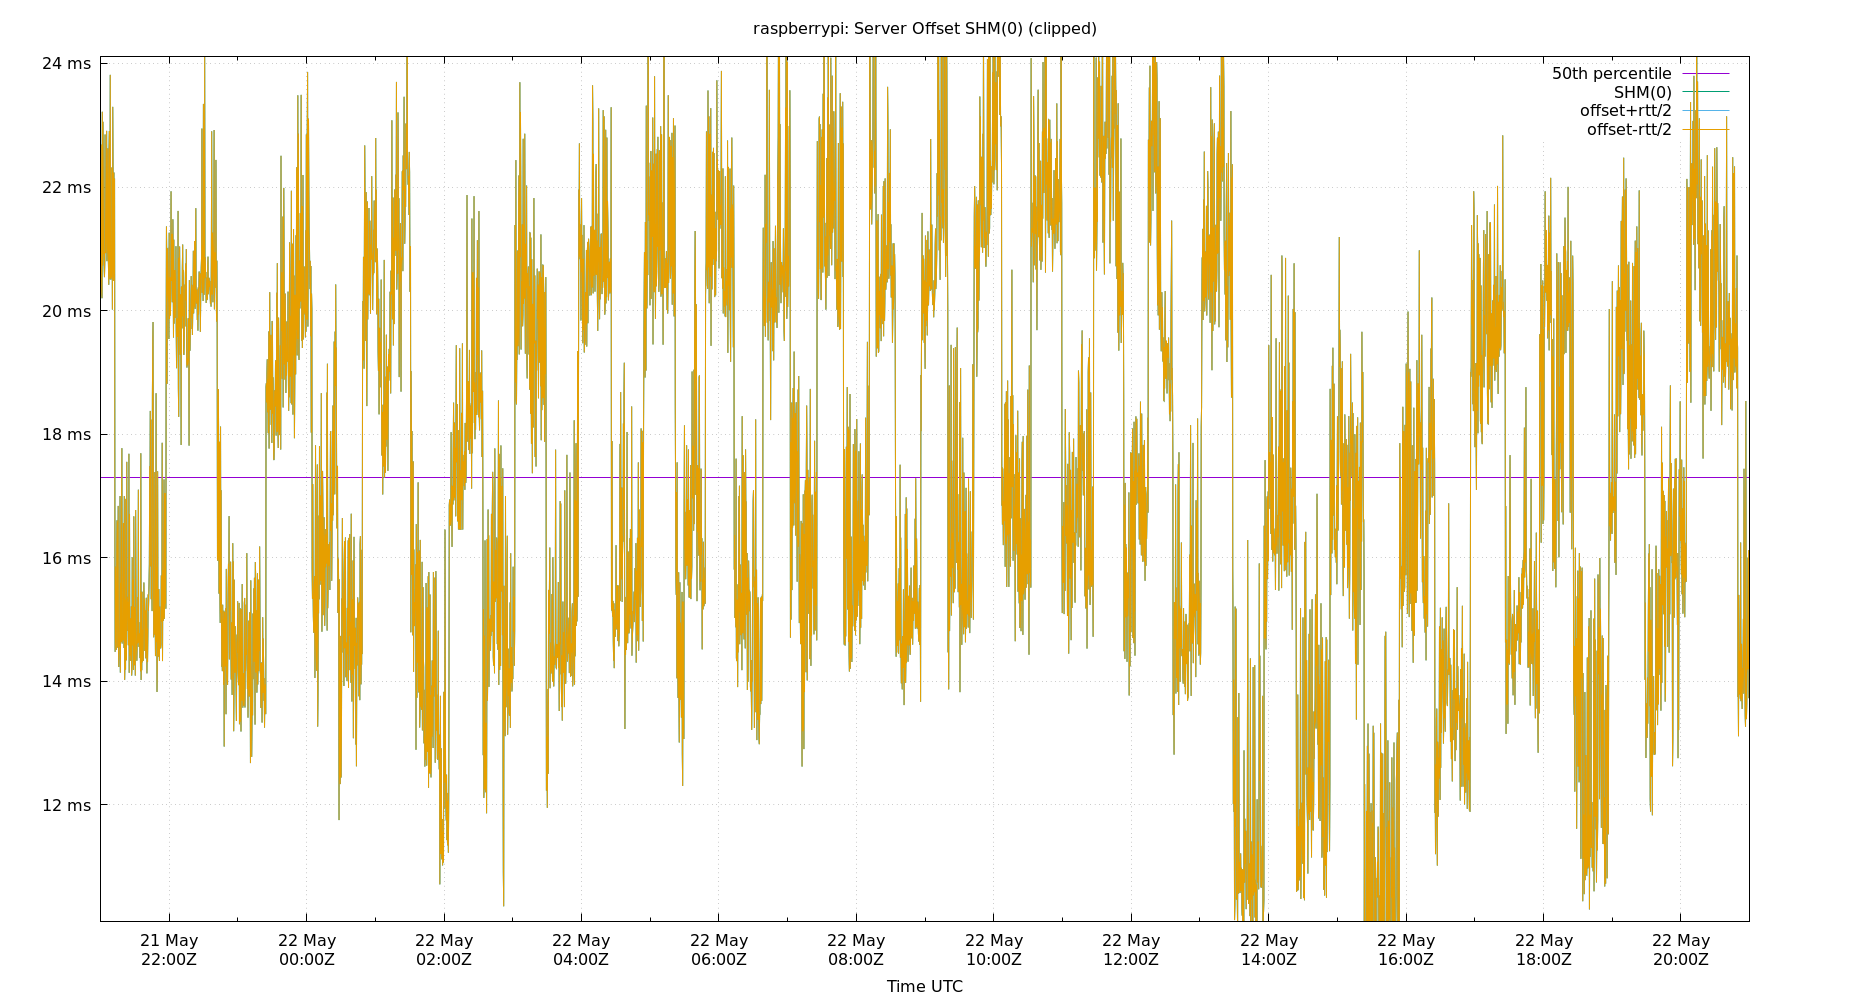 raspberrypi: Server Offset SHM(0) (clipped)
24 ms
22 ms
20 ms
18 ms
16 ms
14 ms
12 ms
50th percentile
SHM(0)
offset+rtt/2
offset-rtt/2
21 May 22 May 22 May 22 May 22 May 22 May 22 May 22 May 22 May 22 May 22 May 22 May
22:00Z 00:00Z 02:00Z 04:00Z 06:00Z 08:00Z 10:00Z 12:00Z 14:00Z 16:00Z 18:00Z 20:00Z
Time UTC